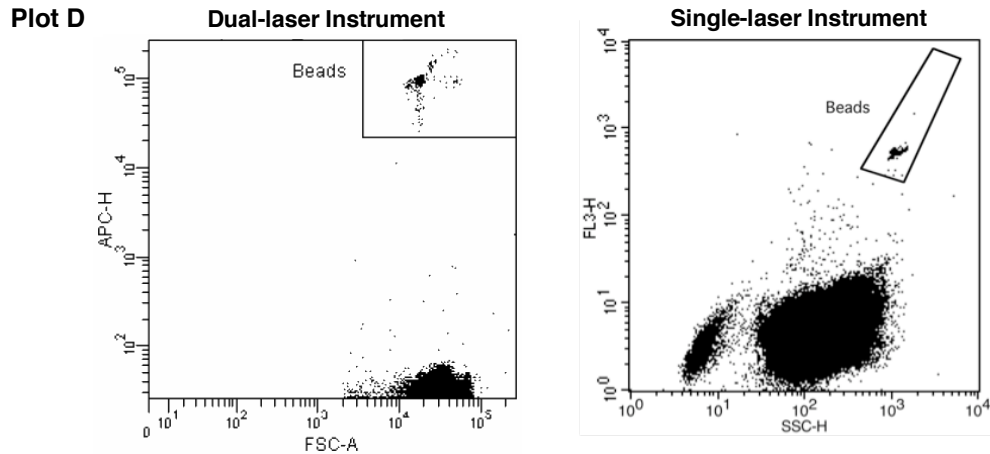 Plot D
Dual-laser Instrument
Single-laser Instrument
Beads
APC-H
10^5
10^4
10^3
10^2
0 10^1 10^2 10^3 10^4 10^5
FSC-A
Beads
FL3-H
10^4
10^3
10^2
10^1
10^0
10^0 10^1 10^2 10^3 10^4
SSC-H